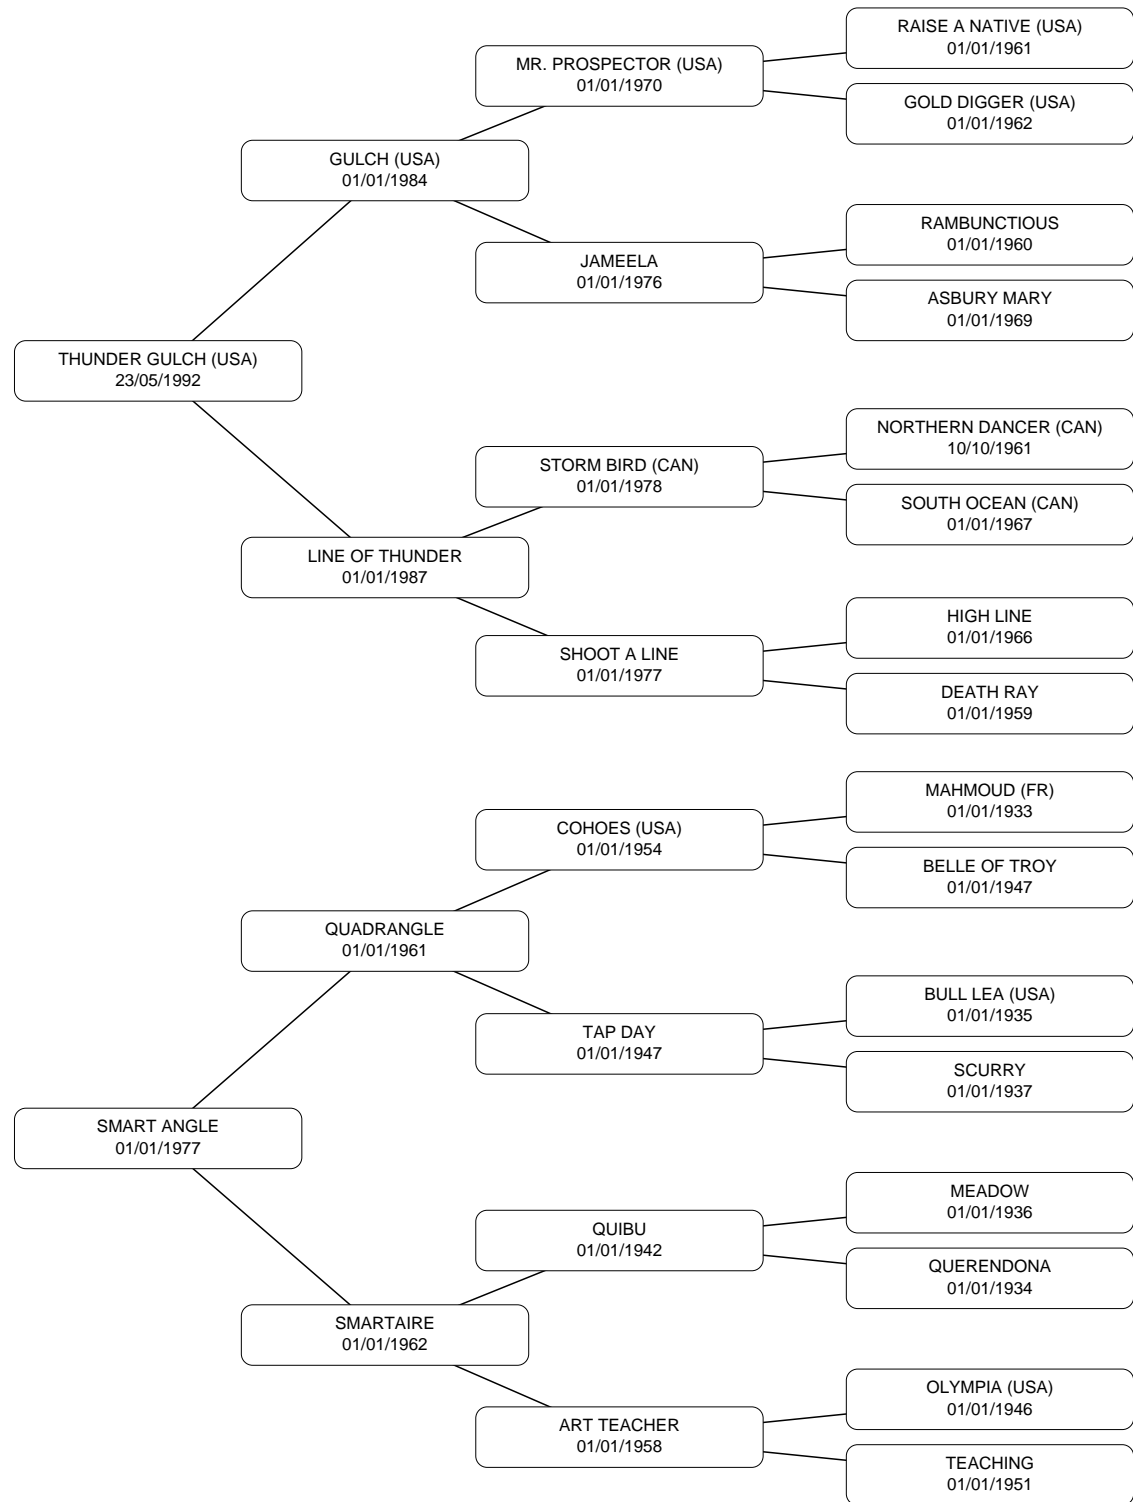 RAISE A NATIVE (USA)
01/01/1961
MR. PROSPECTOR (USA)
01/01/1970
GOLD DIGGER (USA)
01/01/1962
GULCH (USA)
01/01/1984
RAMBUNCTIOUS
01/01/1960
JAMEELA
01/01/1976
ASBURY MARY
01/01/1969
THUNDER GULCH (USA)
23/05/1992
NORTHERN DANCER (CAN)
10/10/1961
STORM BIRD (CAN)
01/01/1978
SOUTH OCEAN (CAN)
01/01/1967
LINE OF THUNDER
01/01/1987
HIGH LINE
01/01/1966
SHOOT A LINE
01/01/1977
DEATH RAY
01/01/1959
MAHMOUD (FR)
01/01/1933
COHOES (USA)
01/01/1954
BELLE OF TROY
01/01/1947
QUADRANGLE
01/01/1961
BULL LEA (USA)
01/01/1935
TAP DAY
01/01/1947
SCURRY
01/01/1937
SMART ANGLE
01/01/1977
MEADOW
01/01/1936
QUIBU
01/01/1942
QUERENDONA
01/01/1934
SMARTAIRE
01/01/1962
OLYMPIA (USA)
01/01/1946
ART TEACHER
01/01/1958
TEACHING
01/01/1951